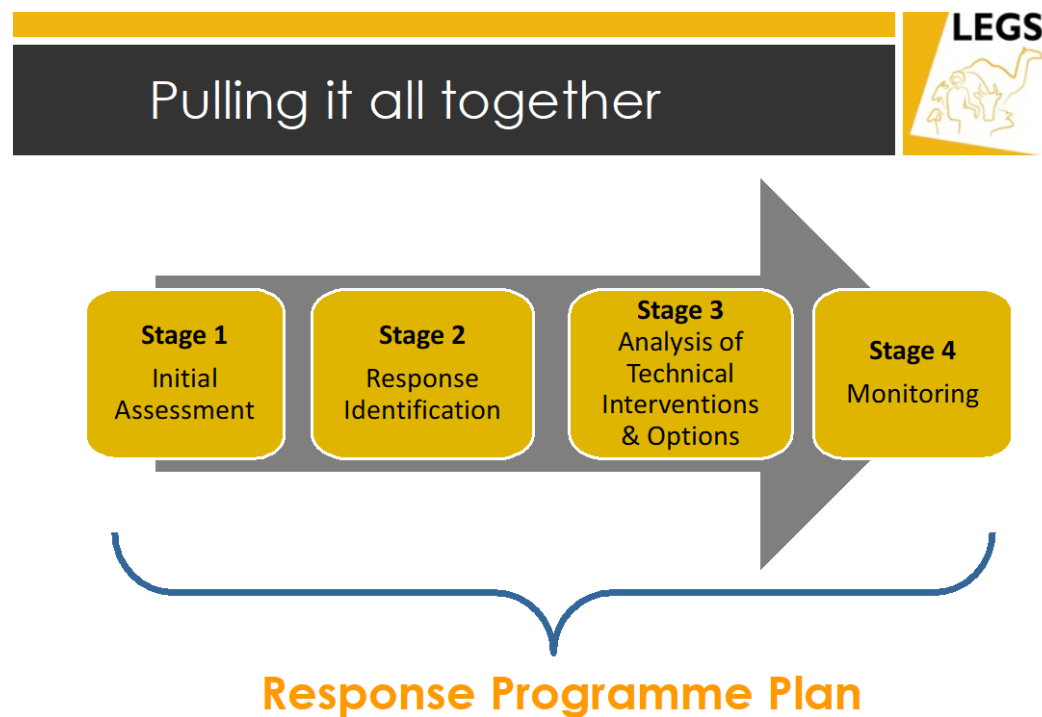 LEGS
Pulling it all together
Stage 1
Initial
Assessment
Stage 2
Response
Identification
Stage 3
Analysis of
Technical
Interventions
& Options
Stage 4
Monitoring
Response Programme Plan